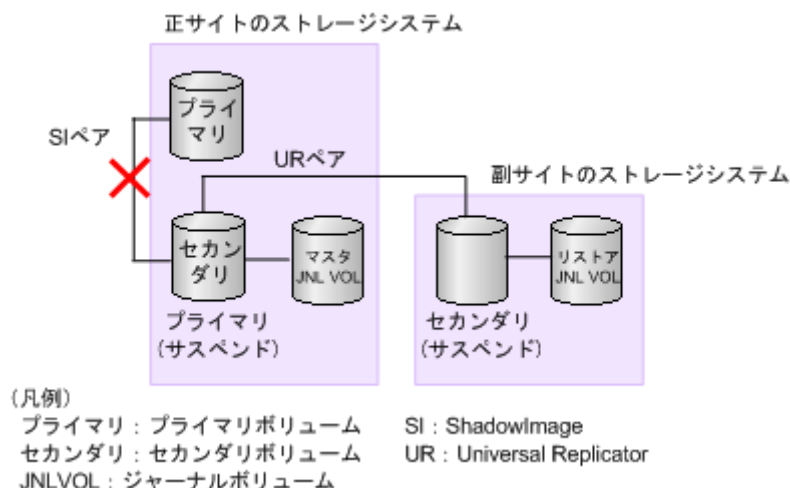 正サイトのストレージシステム
プライ
マリ
SIペア
URペア
副サイトのストレージシステム
セカン
ダリ
マスタ
JNL VOL
リストア
JNL VOL
プライマリ
(サスペンド)
セカンダリ
(サスペンド)
(凡例)
プライマリ：プライマリボリューム
セカンダリ：セカンダリボリューム
JNLVOL：ジャーナルボリューム
SI：ShadowImage
UR：Universal Replicator